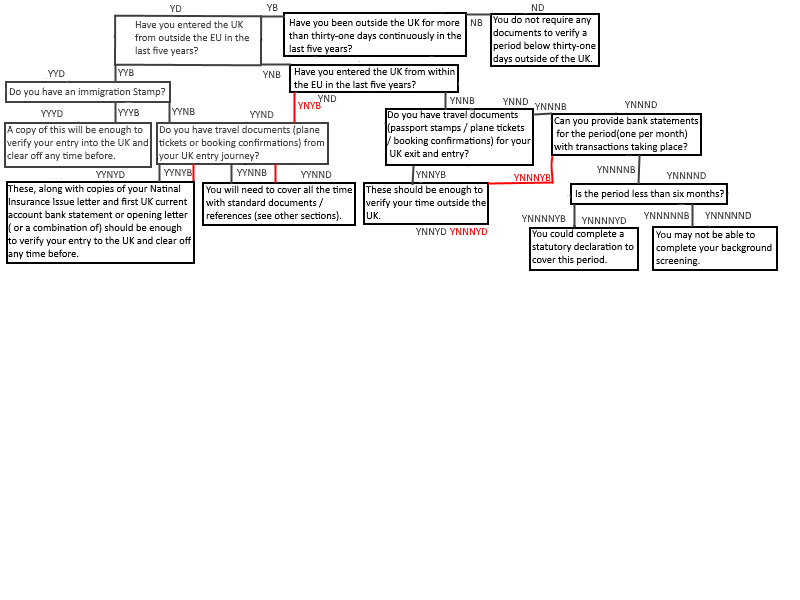 YD
YB
ND
Have you entered the UK
from outside the EU in the
last five years?
Have you been outside the UK for more
than thirty-one days continuously in the
last five years?
NB
You do not require any
documents to verify a
period below thirty-one
days outside of the UK.
YYD
YYB
YNB
Have you entered the UK from within
the EU in the last five years?
Do you have an immigration Stamp?
YND
YNYB
YNNB
YNND
YNNNB
YNNND
YYYD
YYYB
YYNB
YYND
Do you have travel documents
(passport stamps / plane tickets
/ booking confirmations) for your
UK exit and entry?
Can you provide bank statements
for the period(one per month)
with transactions taking place?
A copy of this will be enough to
verify your entry into the UK and
clear off any time before.
Do you have travel documents (plane
tickets or booking confirmations) from
your UK entry journey?
YYNYD
YYNYB
YYNNB
YYNND
YNNYB
YNNNYB
YNNNNB
YNNNND
These, along with copies of your Natinal
Insurance Issue letter and first UK current
account bank statement or opening letter
( or a combination of) should be enough
to verify your entry to the UK and clear off
any time before.
You will need to cover all the time
with standard documents /
references (see other sections).
These should be enough to
verify your time outside the
UK.
Is the period less than six months?
YNNYD YNNNYD
YNNNNYB
YNNNNYD
YNNNNNB
YNNNNND
You could complete a
statutory declaration to
cover this period.
You may not be able to
complete your background
screening.